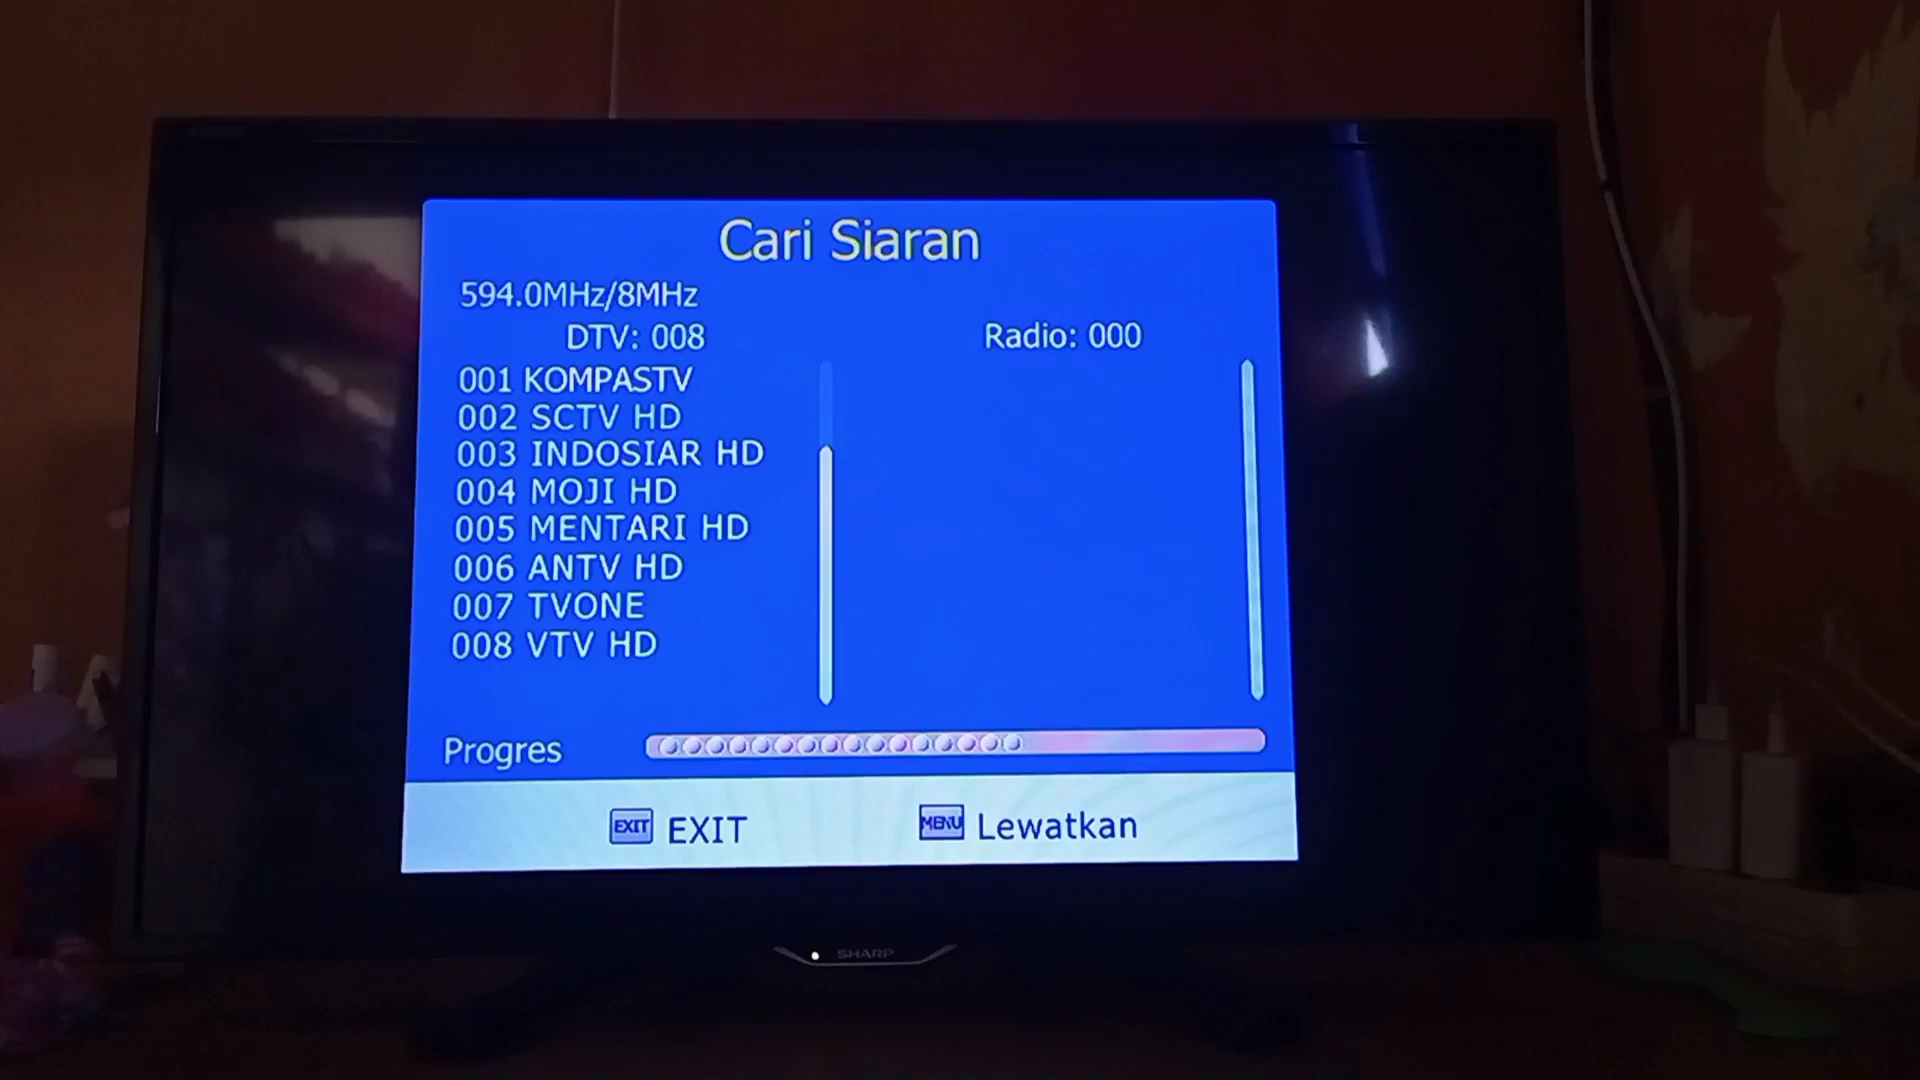 Cari Siaran
594.0MHz/8MHz
DTV: 008
Radio: 000
001 KOMPASTV
002 SCTV HD
003 INDOSIAR HD
004 MOJI HD
005 MENTARI HD
006 ANTV HD
007 TVONE
008 VTV HD
Progres
EXIT EXIT
MENU Lewatkan
SHARP